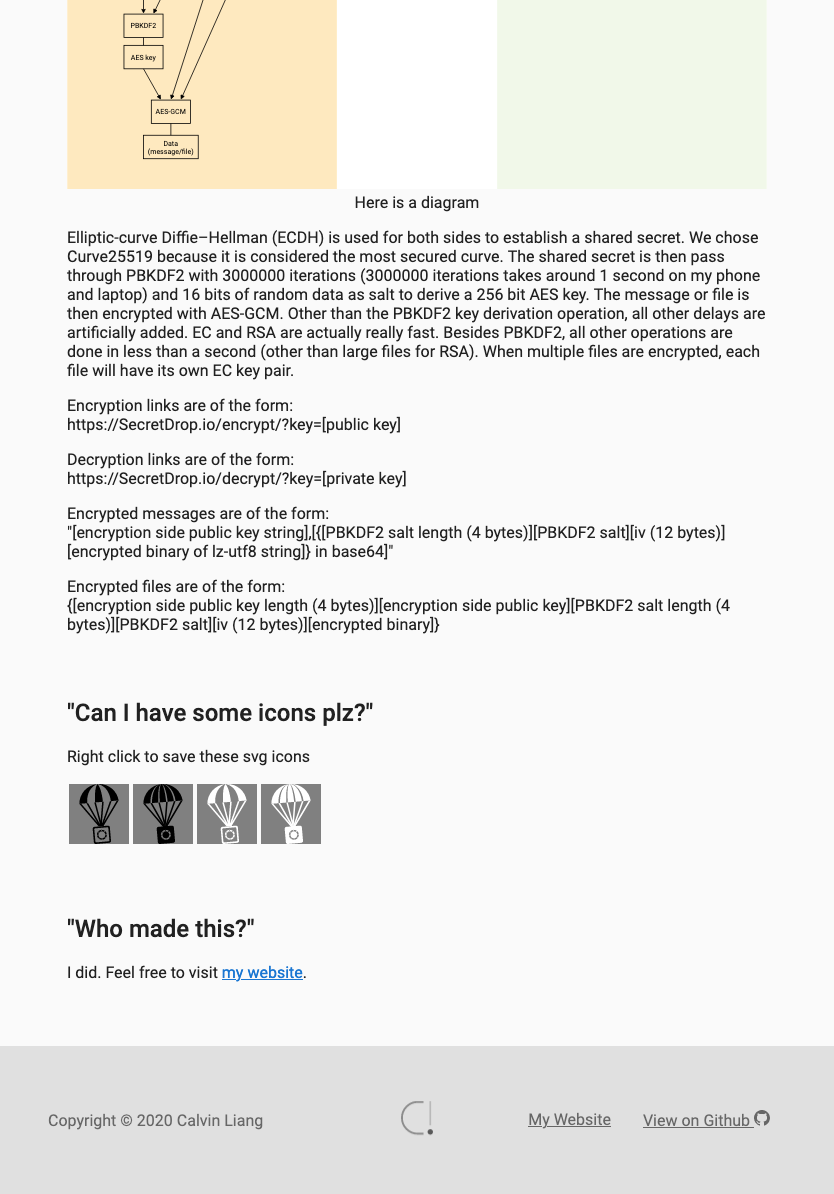 PBKDF2
AES key
AES-GCM
Data
(message/file)
Here is a diagram
Elliptic-curve Diffie–Hellman (ECDH) is used for both sides to establish a shared secret. We chose
Curve25519 because it is considered the most secured curve. The shared secret is then pass
through PBKDF2 with 3000000 iterations (3000000 iterations takes around 1 second on my phone
and laptop) and 16 bits of random data as salt to derive a 256 bit AES key. The message or file is
then encrypted with AES-GCM. Other than the PBKDF2 key derivation operation, all other delays are
artificially added. EC and RSA are actually really fast. Besides PBKDF2, all other operations are
done in less than a second (other than large files for RSA). When multiple files are encrypted, each
file will have its own EC key pair.
Encryption links are of the form:
https://SecretDrop.io/encrypt/?key=[public key]
Decryption links are of the form:
https://SecretDrop.io/decrypt/?key=[private key]
Encrypted messages are of the form:
"[encryption side public key string],[{[PBKDF2 salt length (4 bytes)][PBKDF2 salt][iv (12 bytes)]
[encrypted binary of lz-utf8 string]} in base64]"
Encrypted files are of the form:
{[encryption side public key length (4 bytes)][encryption side public key][PBKDF2 salt length (4
bytes)][PBKDF2 salt][iv (12 bytes)][encrypted binary]}
"Can I have some icons plz?"
Right click to save these svg icons
"Who made this?"
I did. Feel free to visit my website.
Copyright © 2020 Calvin Liang
My Website
View on Github